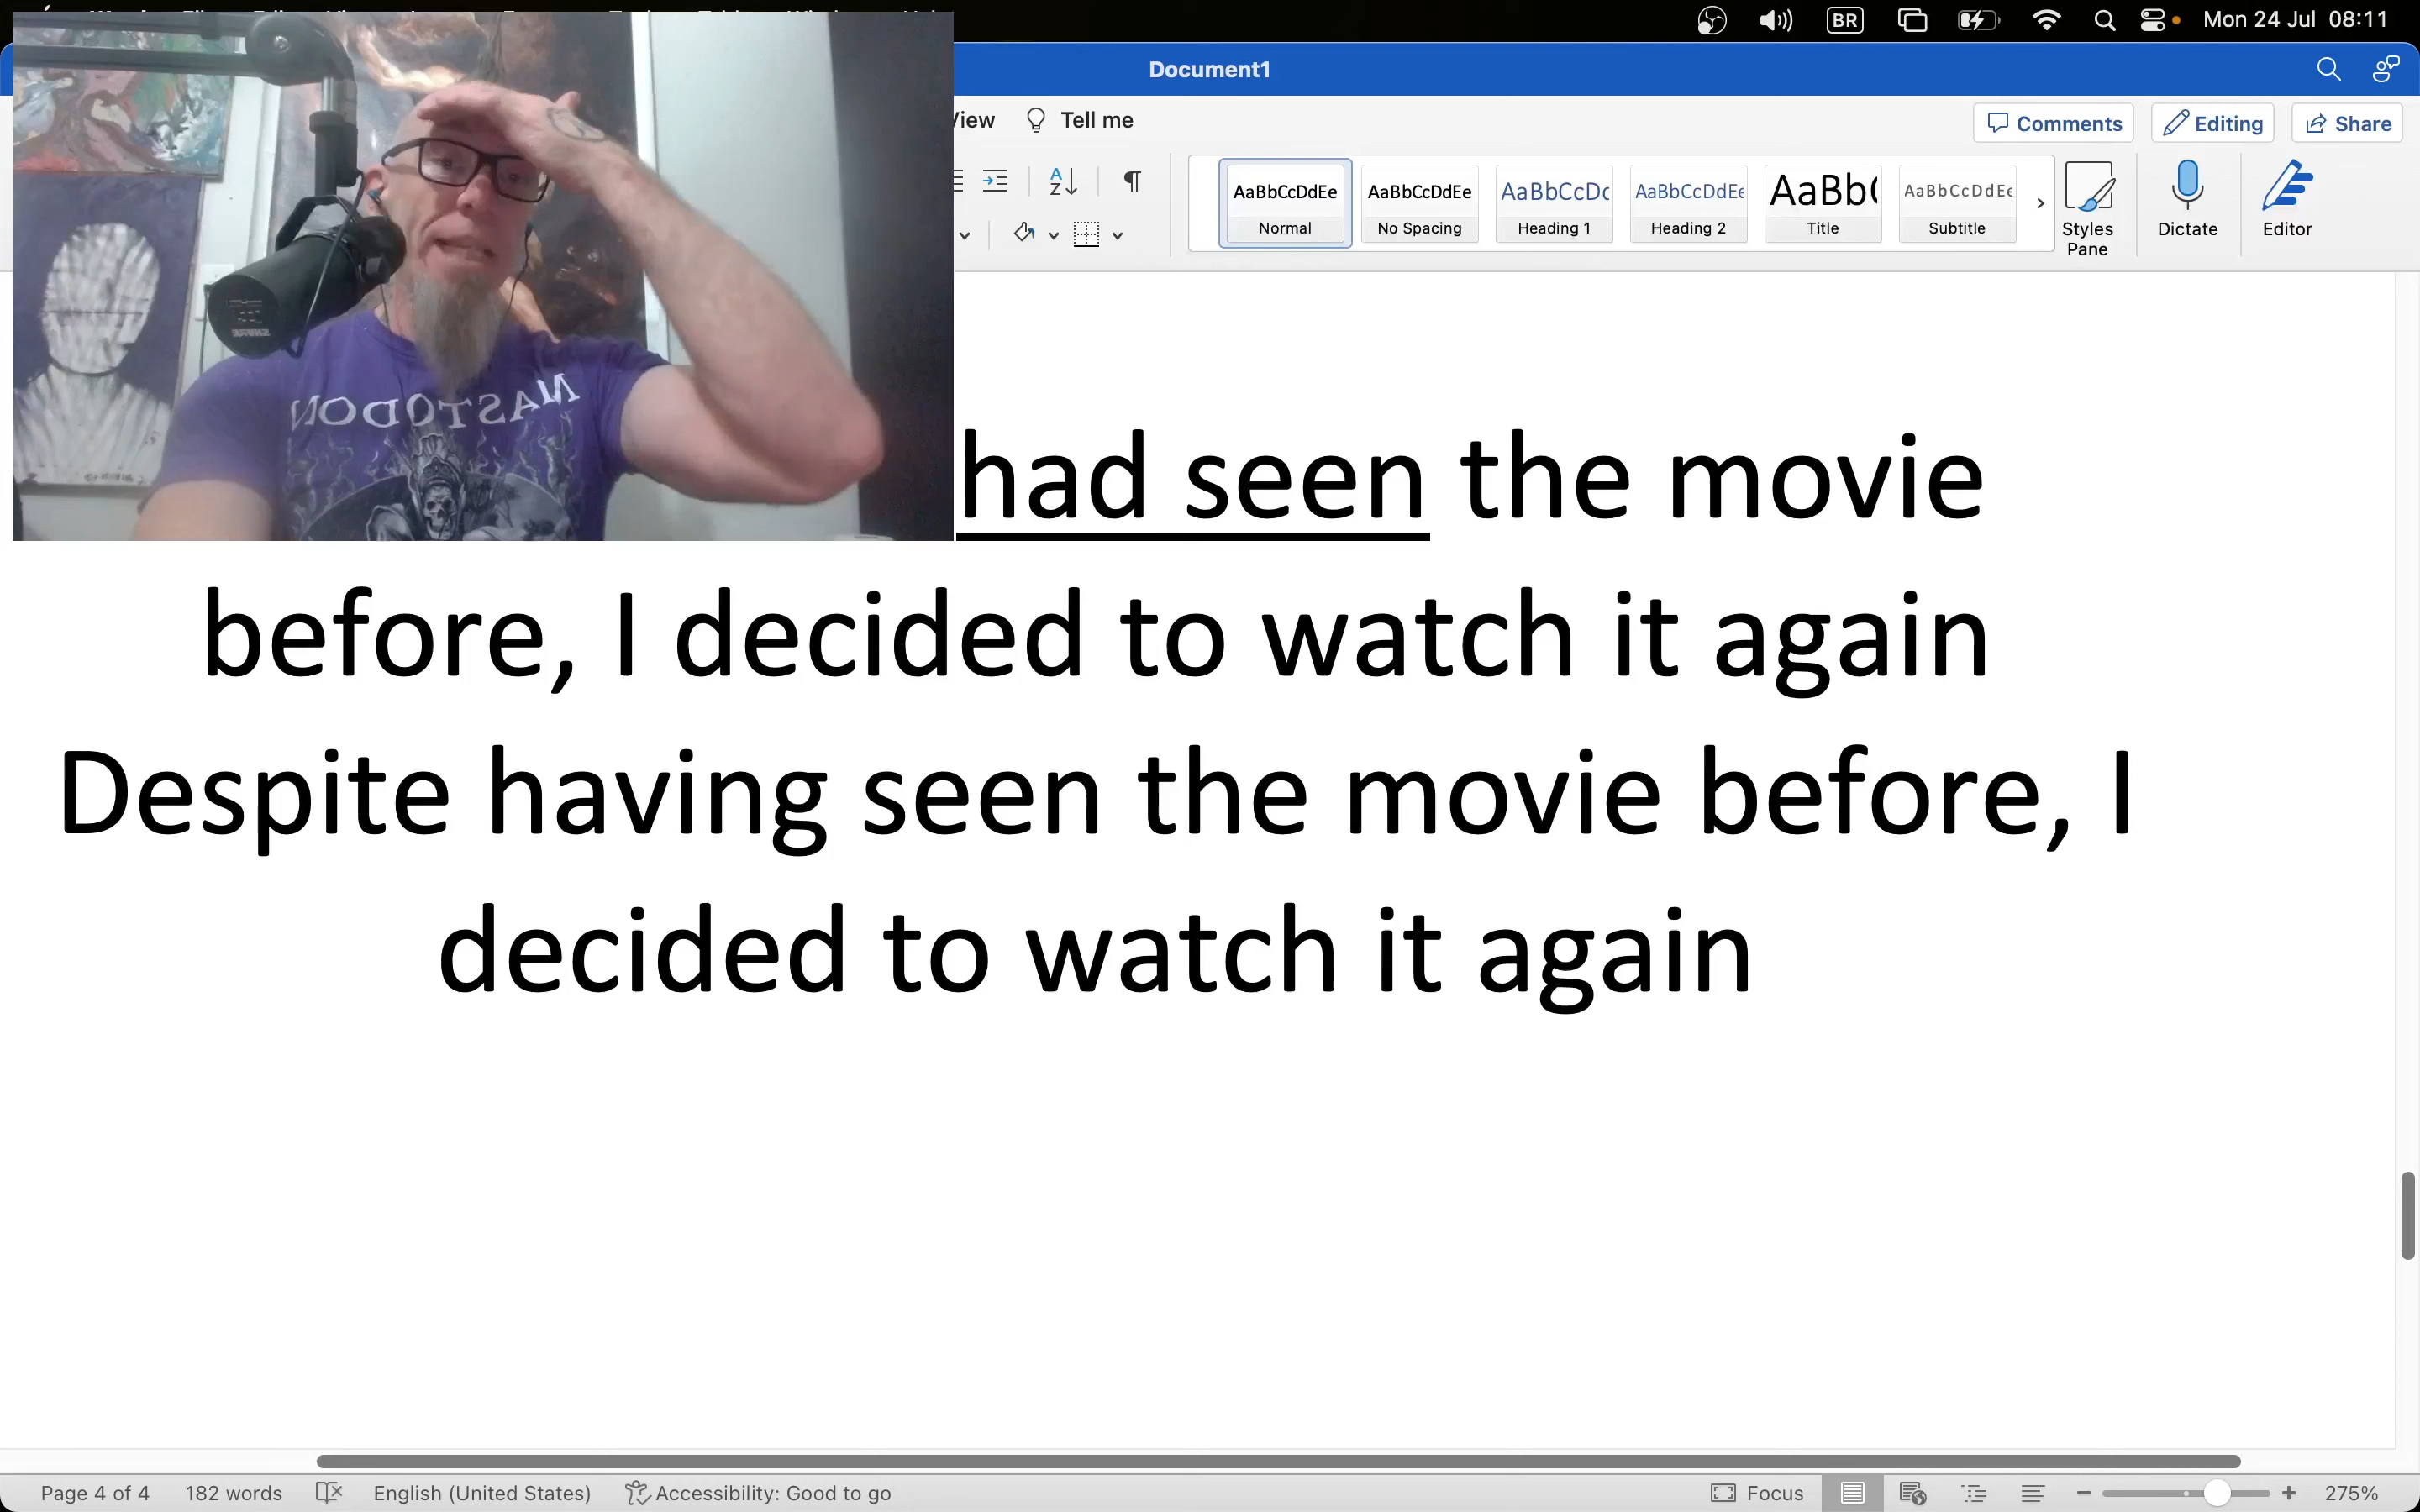 Mon 24 Jul 08:11
BR
Document1
View
Tell me
Comments
Editing
Share
AaBbCcDdEe
AaBbCcDdEe
AaBbCcDc
AaBbCcDdEe
AaBb(
AaBbCcDdEe
Normal
No Spacing
Heading 1
Heading 2
Title
Subtitle
Styles
Pane
Dictate
Editor
MASTODON
had seen the movie
before, I decided to watch it again
Despite having seen the movie before, I
decided to watch it again
Page 4 of 4
182 words
English (United States)
Accessibility: Good to go
Focus
275%